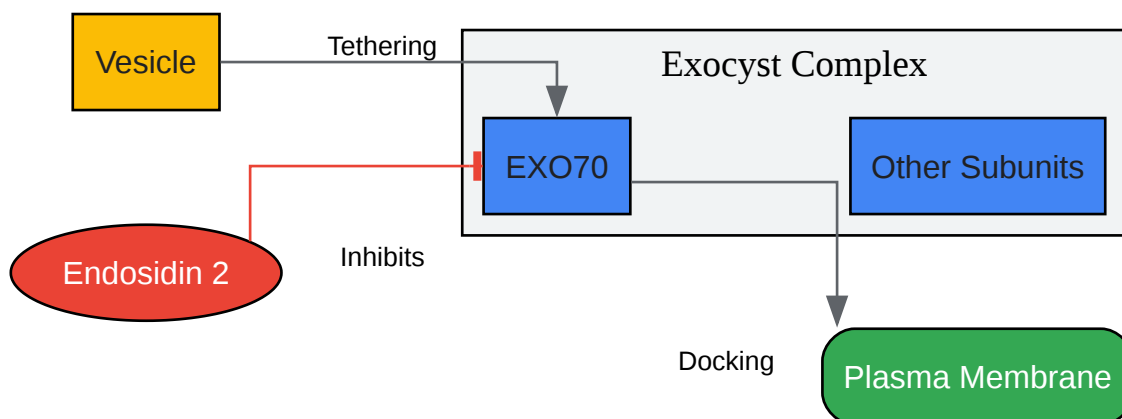 Vesicle
Tethering
Exocyst Complex
EXO70
Other Subunits
Endosidin 2
Inhibits
Docking
Plasma Membrane